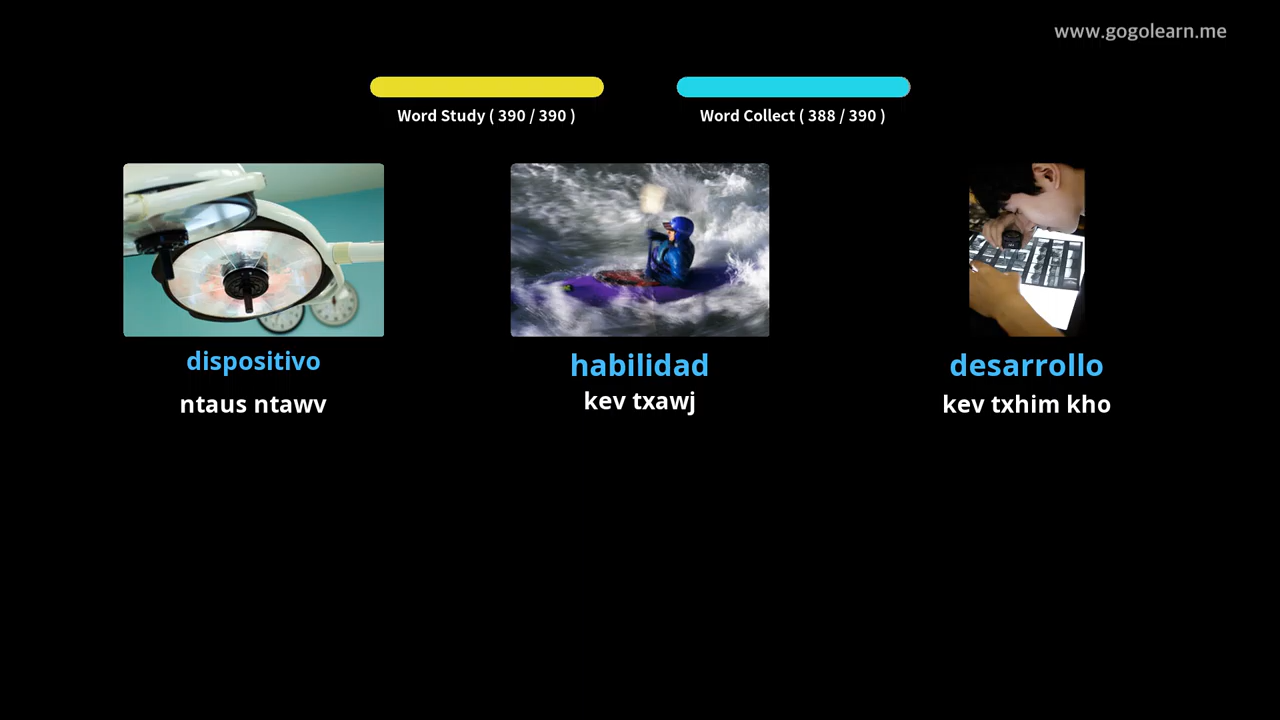 www.gogolearn.me
Word Study ( 390 / 390 )
Word Collect ( 388 / 390 )
dispositivo
ntaus ntawv
habilidad
kev txawj
desarrollo
kev txhim kho